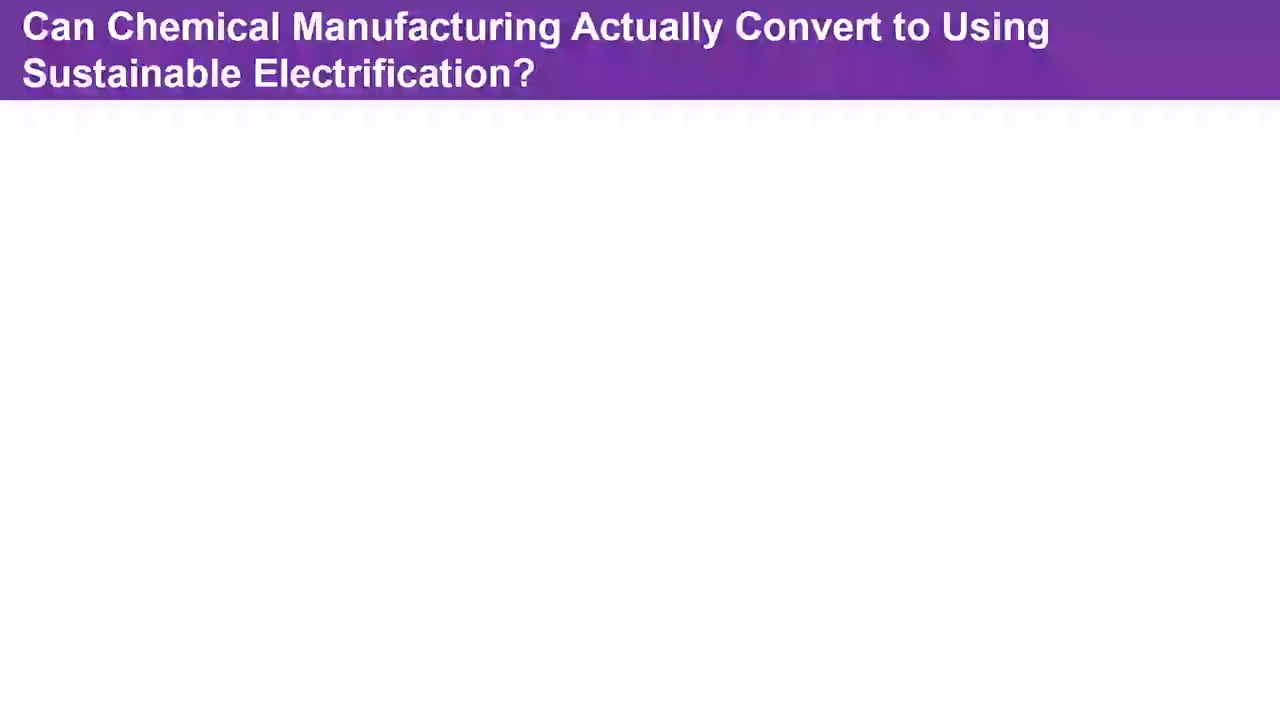 Can Chemical Manufacturing Actually Convert to Using
Sustainable Electrification?